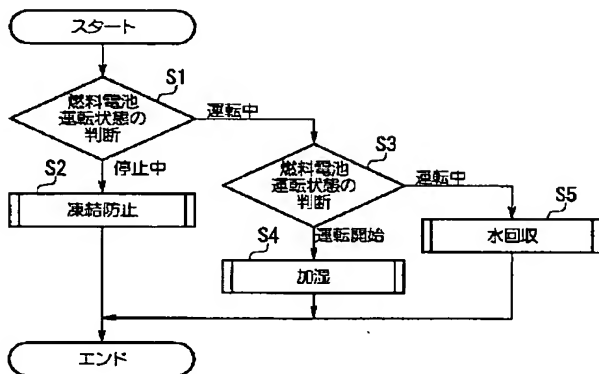 スタート
S1
燃料電池
運転状態の
判断
運転中
S3
停止中
燃料電池
運転状態の
判断
運転中
S2
凍結防止
S5
水回収
運転開始
S4
加湿
エンド